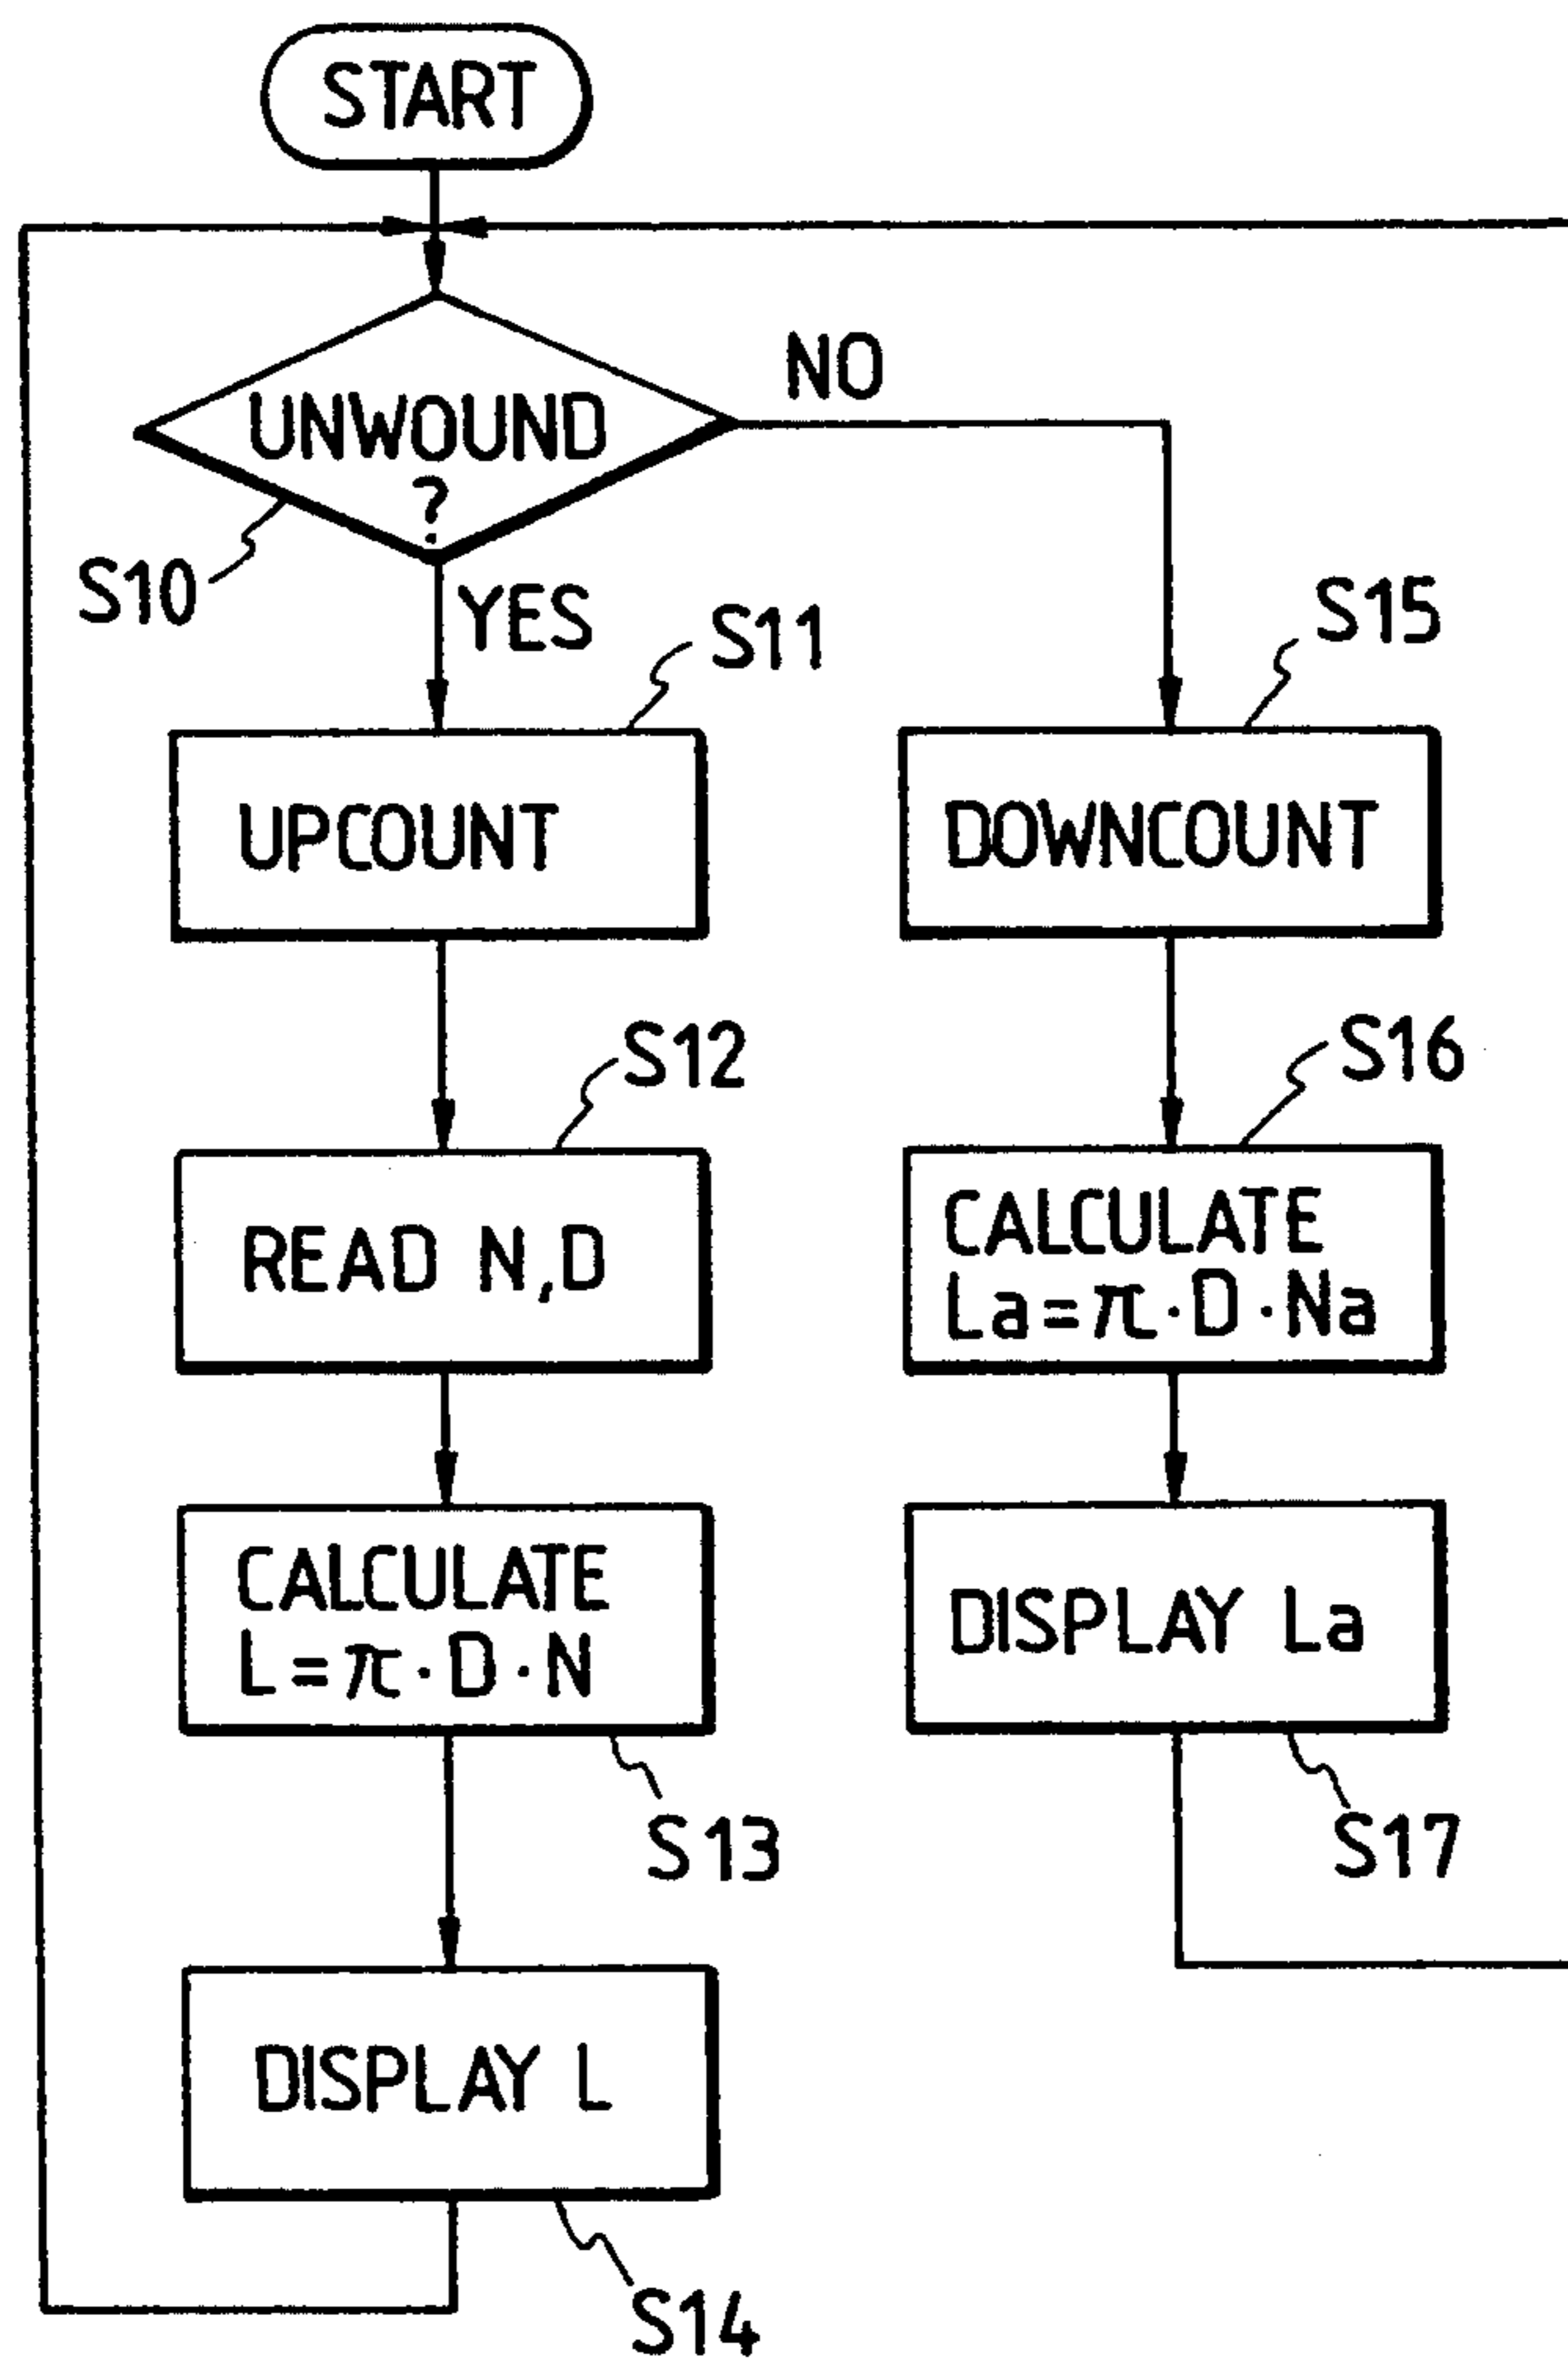 START
NO
UNWOUND
?
S10
YES
S11
UPCOUNT
S12
READ N,D
CALCULATE
L=π·D·N
S13
DISPLAY L
S14
S15
DOWNCOUNT
S16
CALCULATE
La=π·D·Na
DISPLAY La
S17